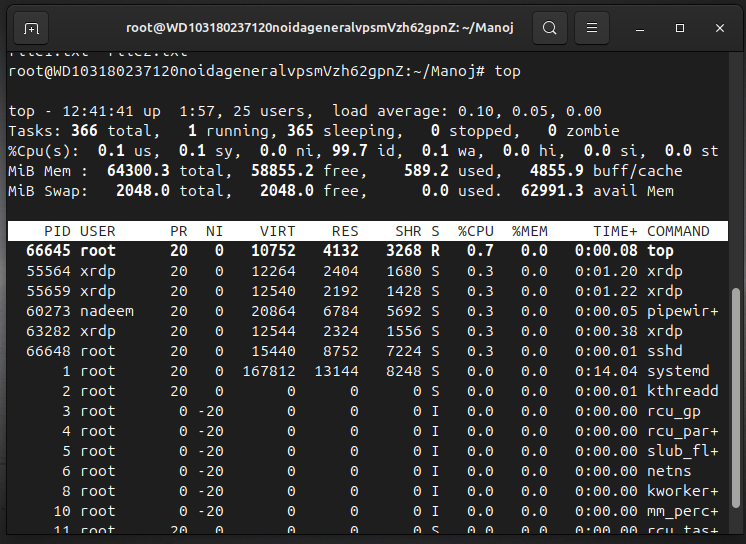 root@WD103180237120noidageneralvpsmVzh62gpnZ: ~/Manoj
file1.txt file2.txt
root@WD103180237120noidageneralvpsmVzh62gpnZ:~/Manoj# top
top - 12:41:41 up  1:57, 25 users,  load average: 0.10, 0.05, 0.00
Tasks: 366 total,   1 running, 365 sleeping,   0 stopped,   0 zombie
%Cpu(s):  0.1 us,  0.1 sy,  0.0 ni, 99.7 id,  0.1 wa,  0.0 hi,  0.0 si,  0.0 st
MiB Mem :  64300.3 total,  58855.2 free,    589.2 used,   4855.9 buff/cache
MiB Swap:   2048.0 total,   2048.0 free,      0.0 used.  62991.3 avail Mem
PID USER PR NI VIRT RES SHR S %CPU %MEM TIME+ COMMAND
66645 root 20 0 10752 4132 3268 R 0.7 0.0 0:00.08 top
55564 xrdp 20 0 12264 2404 1680 S 0.3 0.0 0:01.20 xrdp
55659 xrdp 20 0 12540 2192 1428 S 0.3 0.0 0:01.22 xrdp
60273 nadeem 20 0 20864 6784 5692 S 0.3 0.0 0:00.05 pipewir+
63282 xrdp 20 0 12544 2324 1556 S 0.3 0.0 0:00.38 xrdp
66648 root 20 0 15440 8752 7224 S 0.3 0.0 0:00.01 sshd
1 root 20 0 167812 13144 8248 S 0.0 0.0 0:14.04 systemd
2 root 20 0 0 0 0 S 0.0 0.0 0:00.01 kthreadd
3 root 0 -20 0 0 0 I 0.0 0.0 0:00.00 rcu_gp
4 root 0 -20 0 0 0 I 0.0 0.0 0:00.00 rcu_par+
5 root 0 -20 0 0 0 I 0.0 0.0 0:00.00 slub_fl+
6 root 0 -20 0 0 0 I 0.0 0.0 0:00.00 netns
8 root 0 -20 0 0 0 I 0.0 0.0 0:00.00 kworker+
10 root 0 -20 0 0 0 I 0.0 0.0 0:00.00 mm_perc+
11 root 20 0 0 0 0 S 0.0 0.0 0:00.00 rcu_tas+